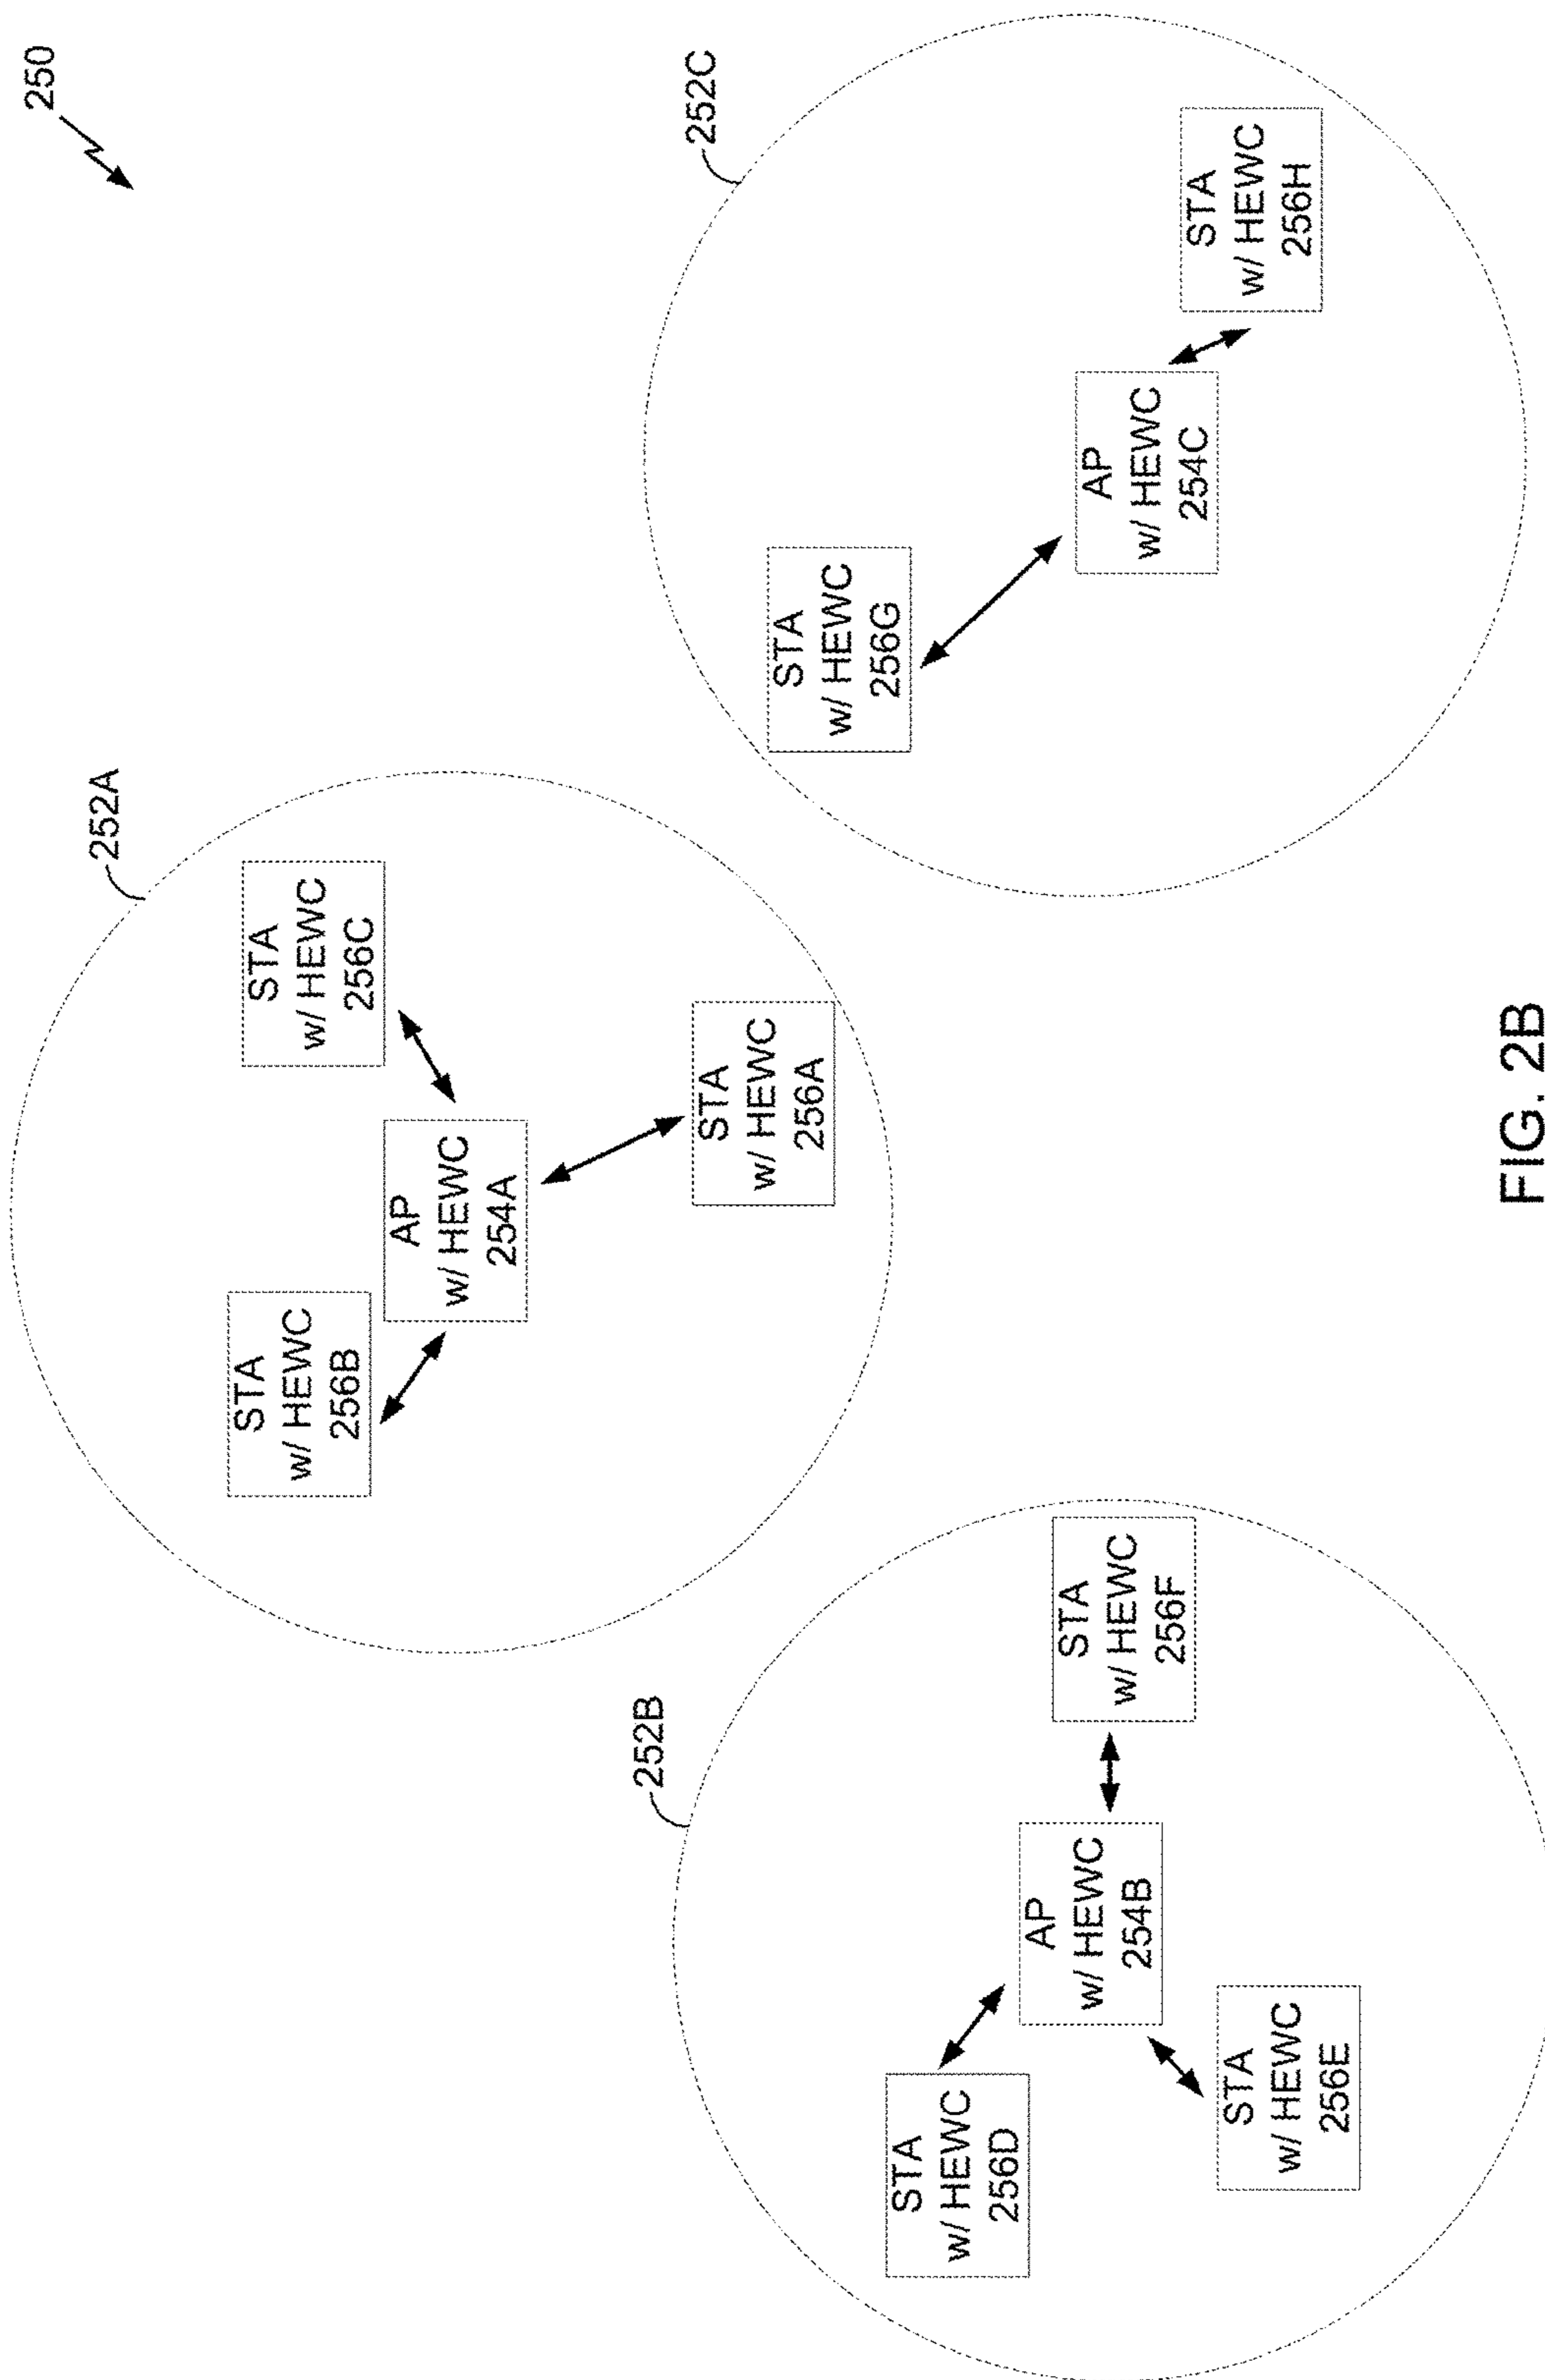 250
252A
STA
w/ HEWC
256B
STA
w/ HEWC
256C
AP
w/ HEWC
254A
STA
w/ HEWC
256A
252B
STA
w/ HEWC
256D
AP
w/ HEWC
254B
STA
w/ HEWC
256F
STA
w/ HEWC
256E
252C
STA
w/ HEWC
256G
AP
w/ HEWC
254C
STA
w/ HEWC
256H
FIG. 2B